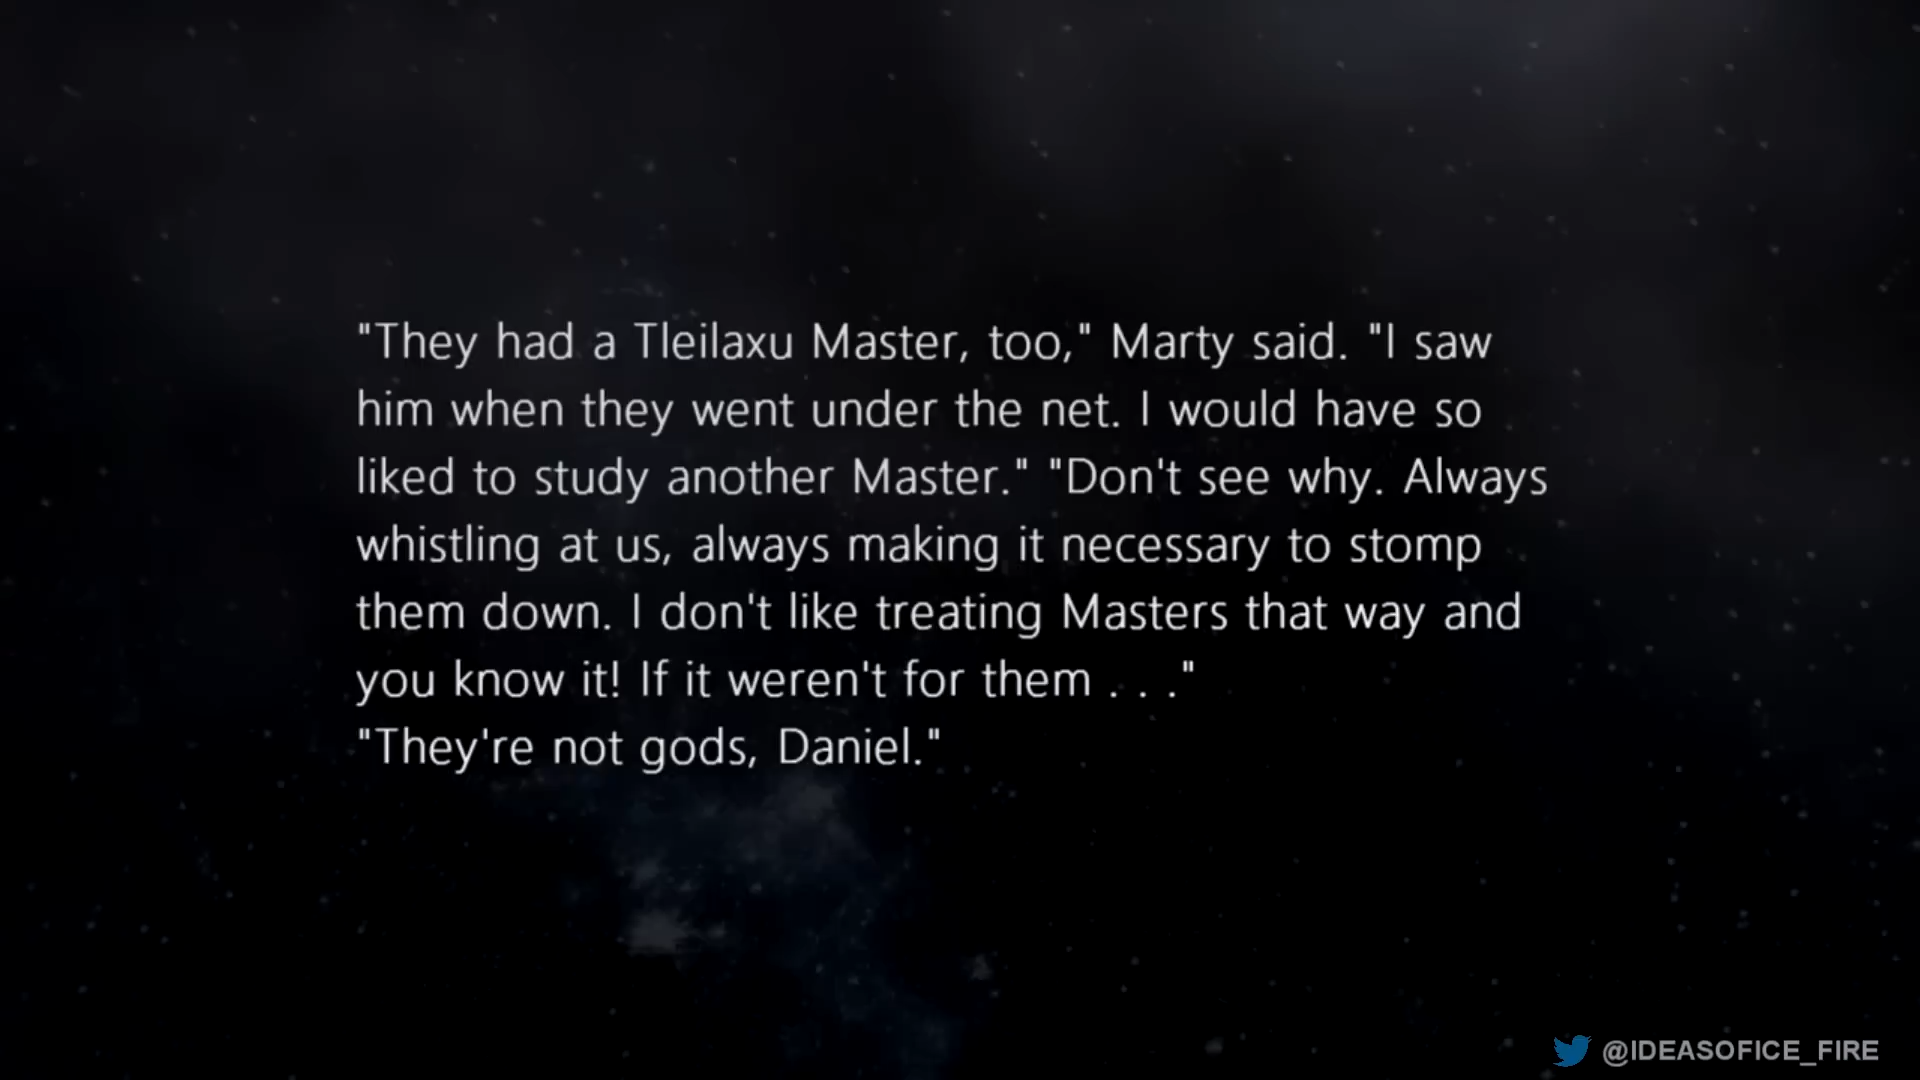 "They had a Tleilaxu Master, too," Marty said. "I saw
him when they went under the net. I would have so
liked to study another Master." "Don't see why. Always
whistling at us, always making it necessary to stomp
them down. I don't like treating Masters that way and
you know it! If it weren't for them . . ."
"They're not gods, Daniel."
@IDEASOFICE_FIRE